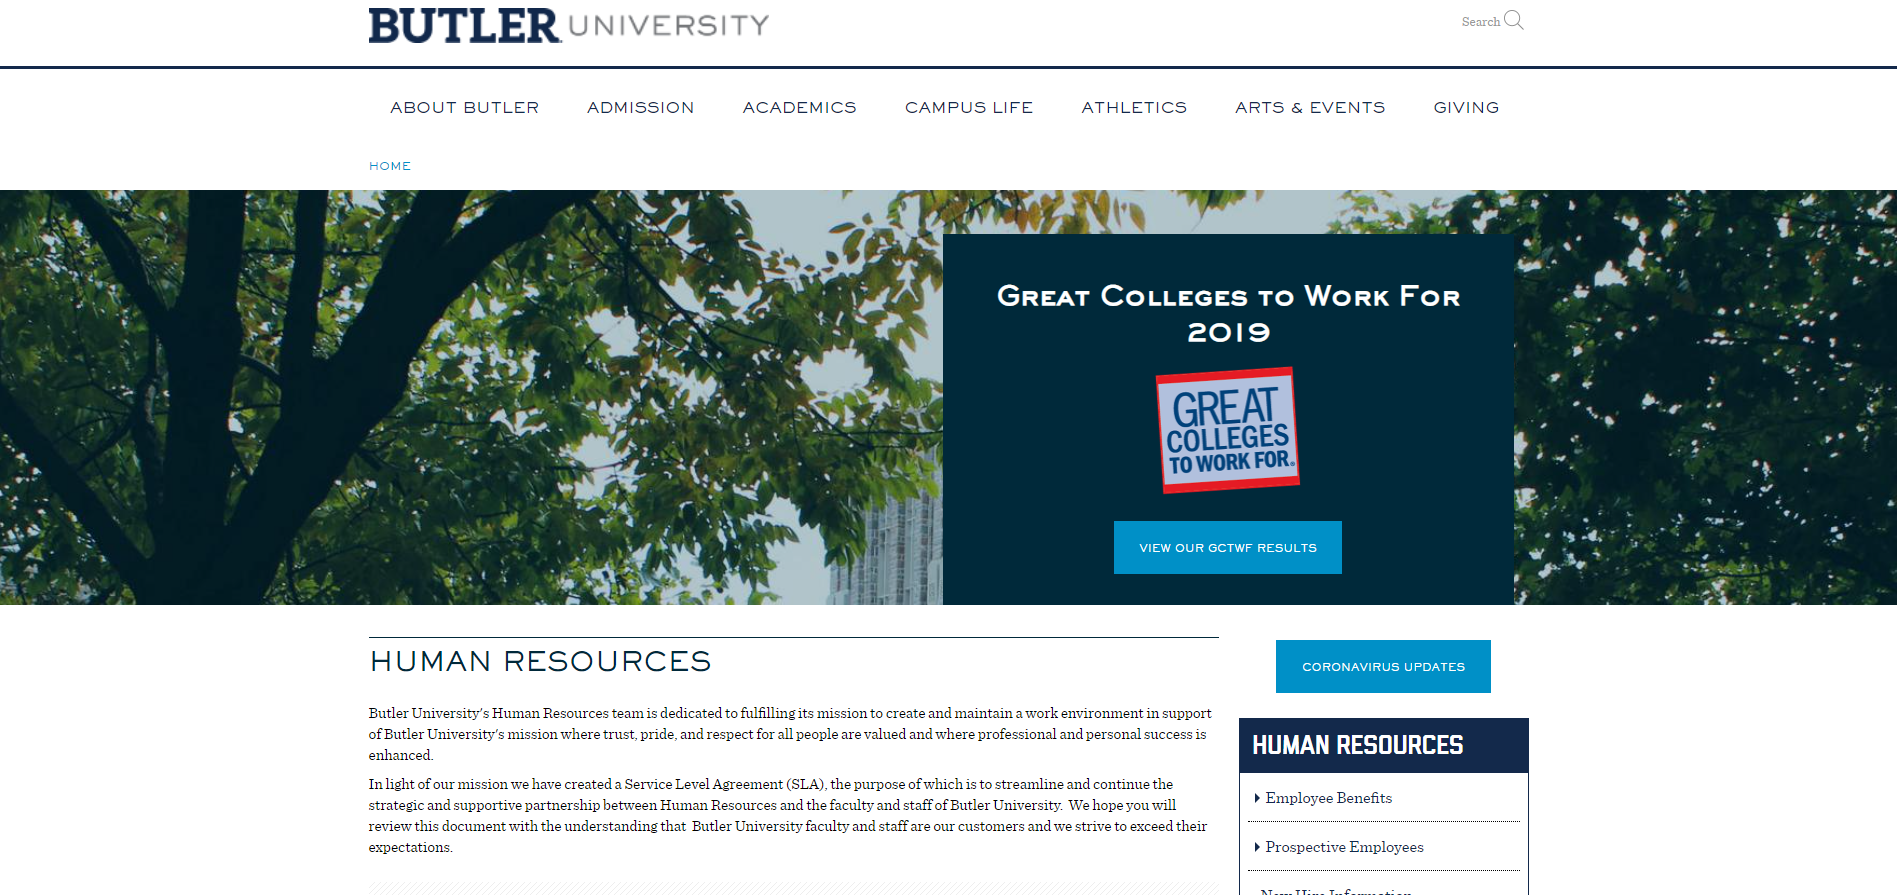 BUTLER UNIVERSITY
Search
ABOUT BUTLER
ADMISSION
ACADEMICS
CAMPUS LIFE
ATHLETICS
ARTS & EVENTS
GIVING
HOME
GREAT COLLEGES TO WORK FOR
2019
GREAT
COLLEGES
TO WORK FOR®
VIEW OUR GCTWF RESULTS
HUMAN RESOURCES
Butler University's Human Resources team is dedicated to fulfilling its mission to create and maintain a work environment in support
of Butler University's mission where trust, pride, and respect for all people are valued and where professional and personal success is
enhanced.
In light of our mission we have created a Service Level Agreement (SLA), the purpose of which is to streamline and continue the
strategic and supportive partnership between Human Resources and the faculty and staff of Butler University. We hope you will
review this document with the understanding that Butler University faculty and staff are our customers and we strive to exceed their
expectations.
CORONAVIRUS UPDATES
HUMAN RESOURCES
Employee Benefits
Prospective Employees
New Hire Information